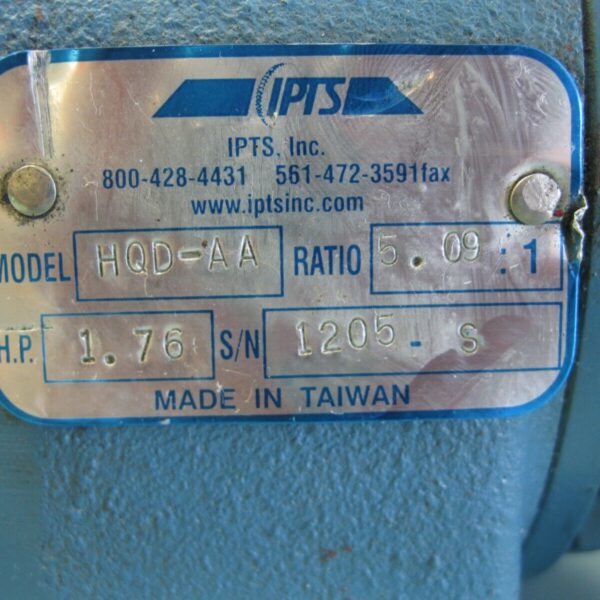 IPTS
IPTS, Inc.
800-428-4431 561-472-3591fax
www.iptsinc.com
MODEL HQD-AA RATIO 5.09 :1
H.P. 1.76 S/N 1205-S
MADE IN TAIWAN